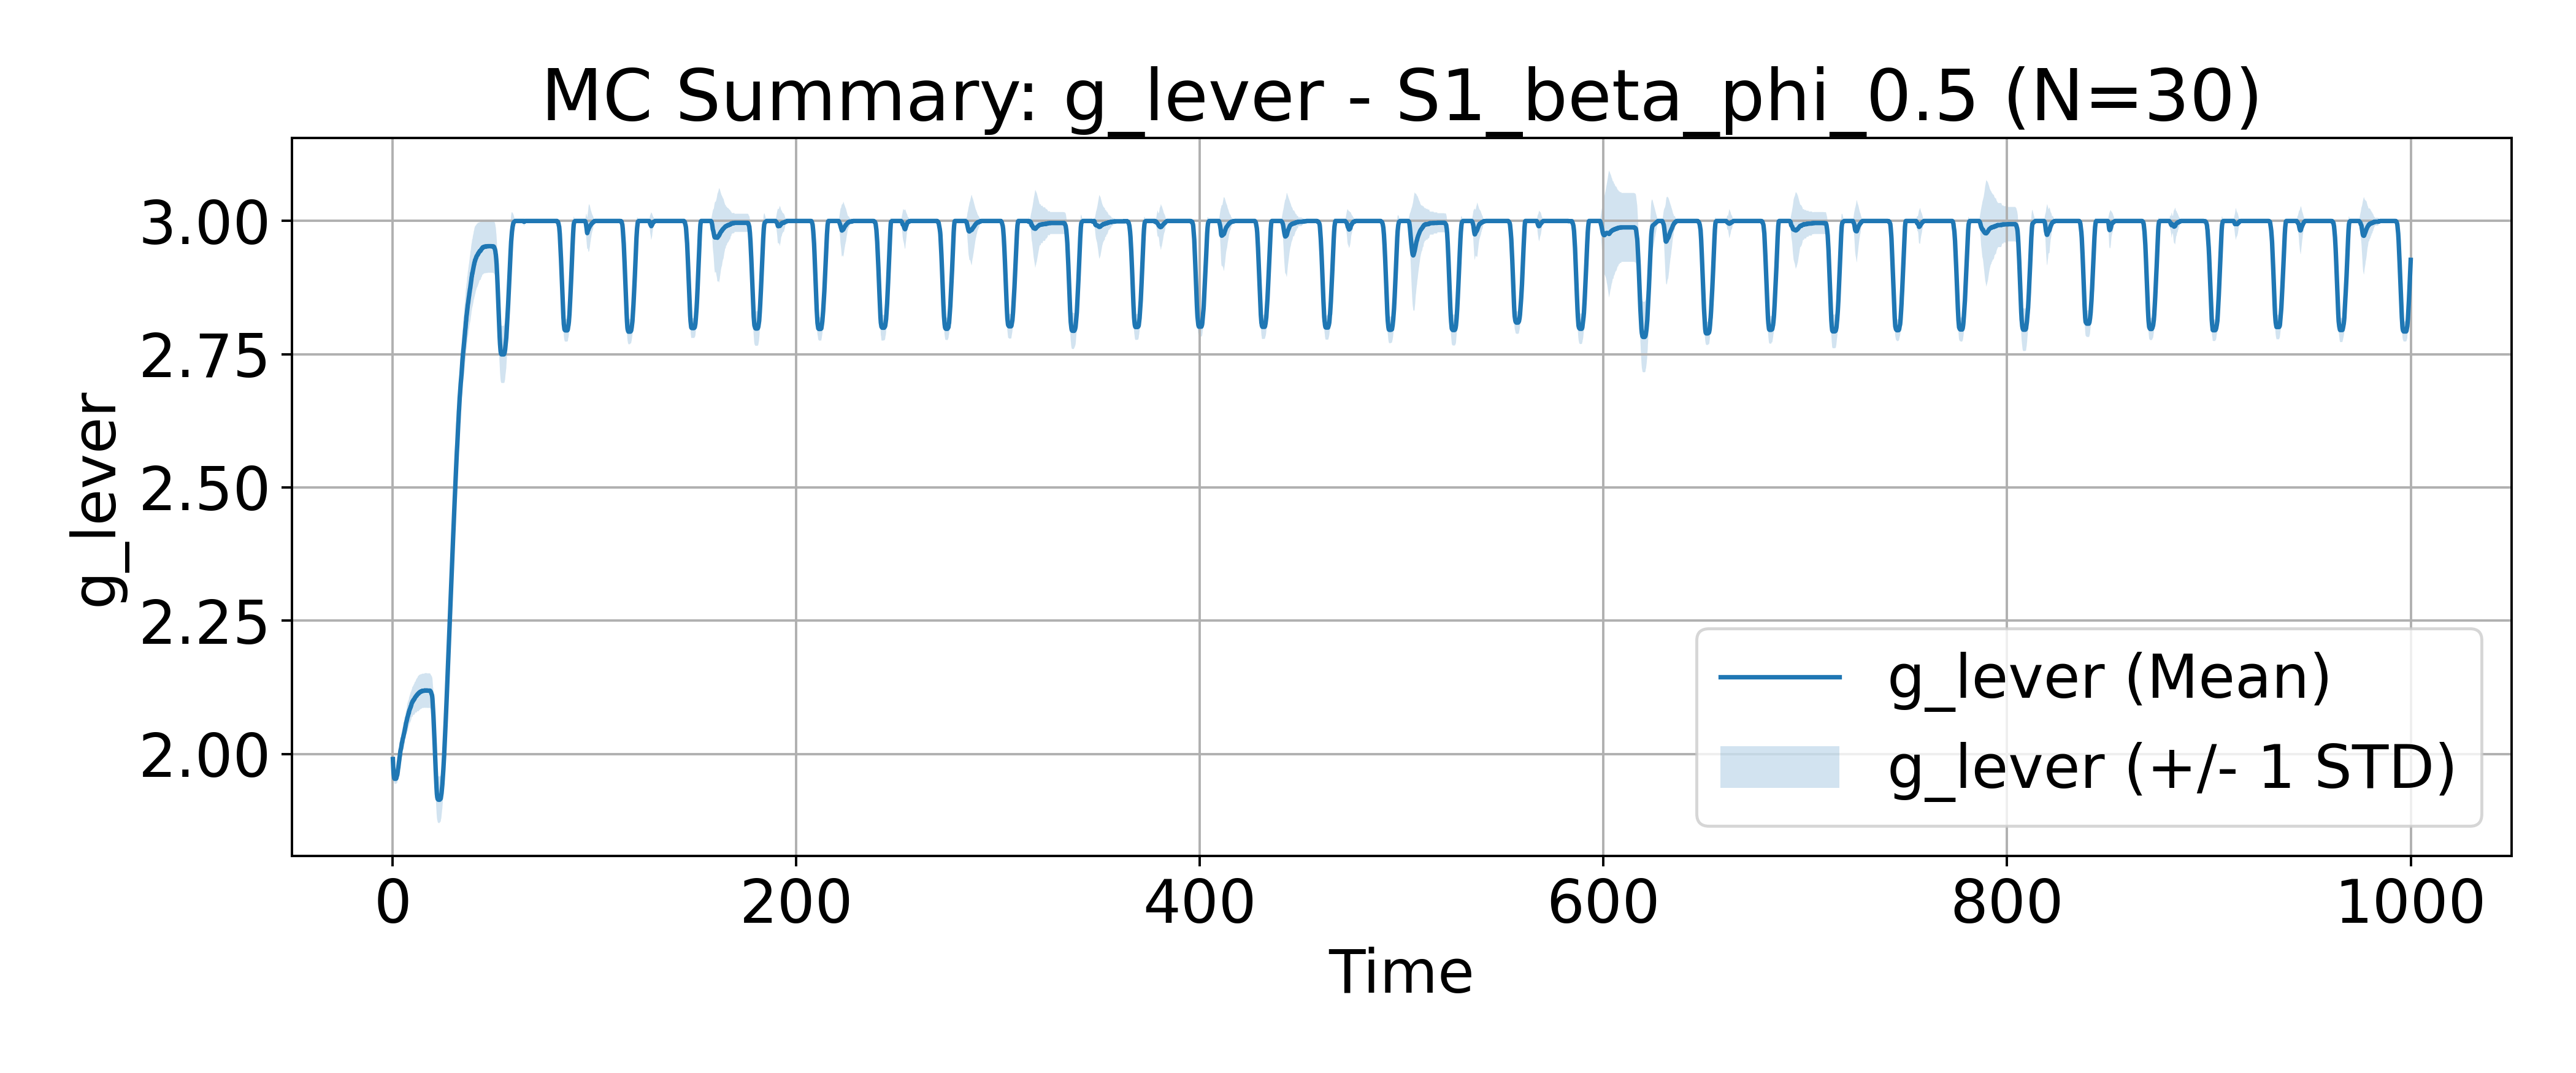 MC Summary: g_lever - S1_beta_phi_0.5 (N=30)
g_lever
3.00
2.75
2.50
2.25
2.00
g_lever (Mean)
g_lever (+/- 1 STD)
0 200 400 600 800 1000
Time